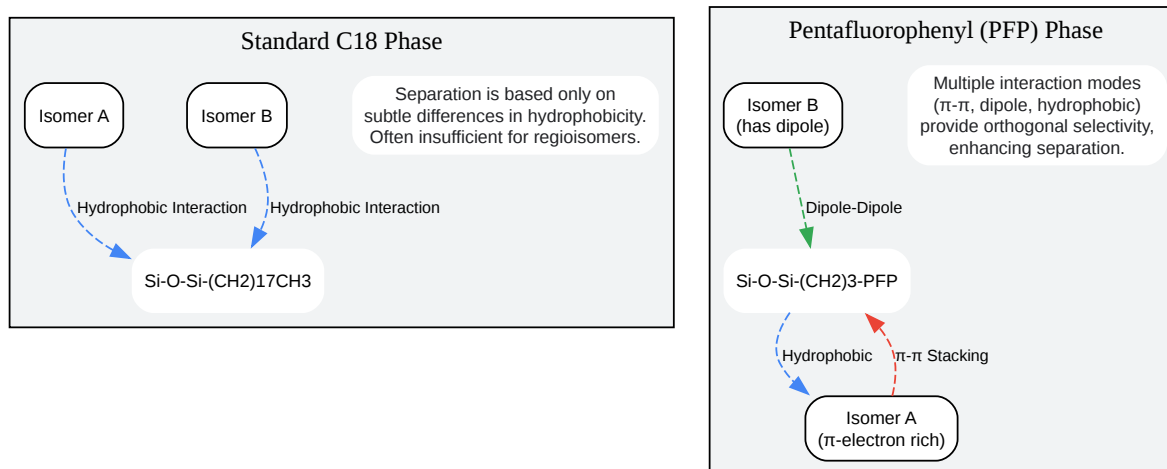 Standard C18 Phase
Isomer A
Isomer B
Separation is based only on
subtle differences in hydrophobicity.
Often insufficient for regioisomers.
Hydrophobic Interaction
Hydrophobic Interaction
Si-O-Si-(CH2)17CH3
Pentafluorophenyl (PFP) Phase
Isomer B
(has dipole)
Multiple interaction modes
(π-π, dipole, hydrophobic)
provide orthogonal selectivity,
enhancing separation.
Dipole-Dipole
Si-O-Si-(CH2)3-PFP
Hydrophobic
π-π Stacking
Isomer A
(π-electron rich)